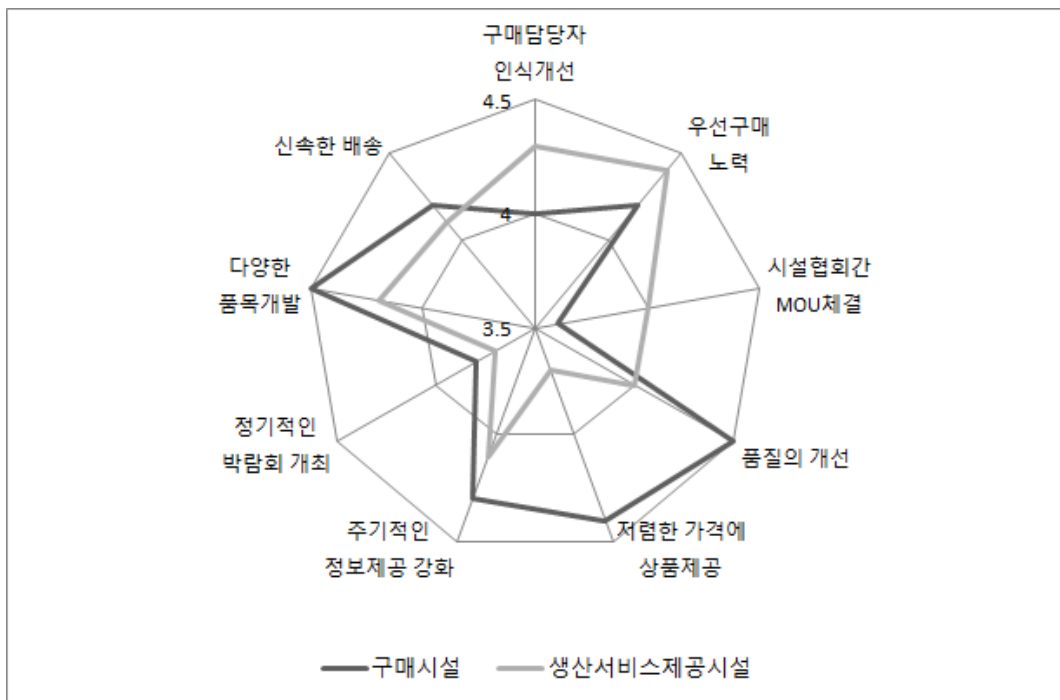 구매담당자
인식개선
4.5
우선구매
노력
신속한 배송
4
시설협회간
MOU체결
다양한
품목개발
3.5
정기적인
박람회 개최
품질의 개선
주기적인
정보제공 강화
저렴한 가격에
상품제공
구매시설
생산서비스제공시설